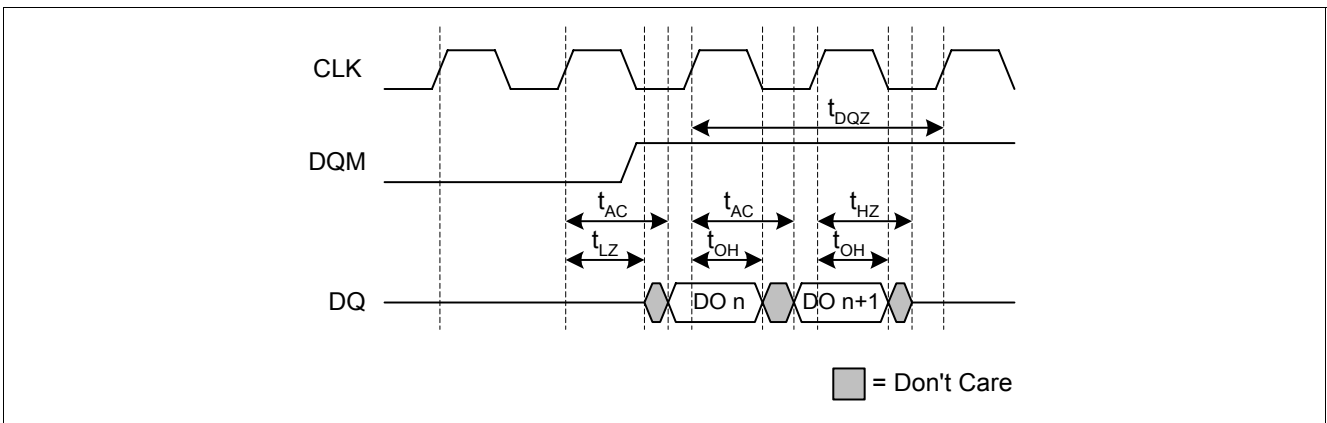 CLK
tDQZ
DQM
tAC tAC tHZ
tLZ tOH tOH
DQ DO n DO n+1
= Don't Care